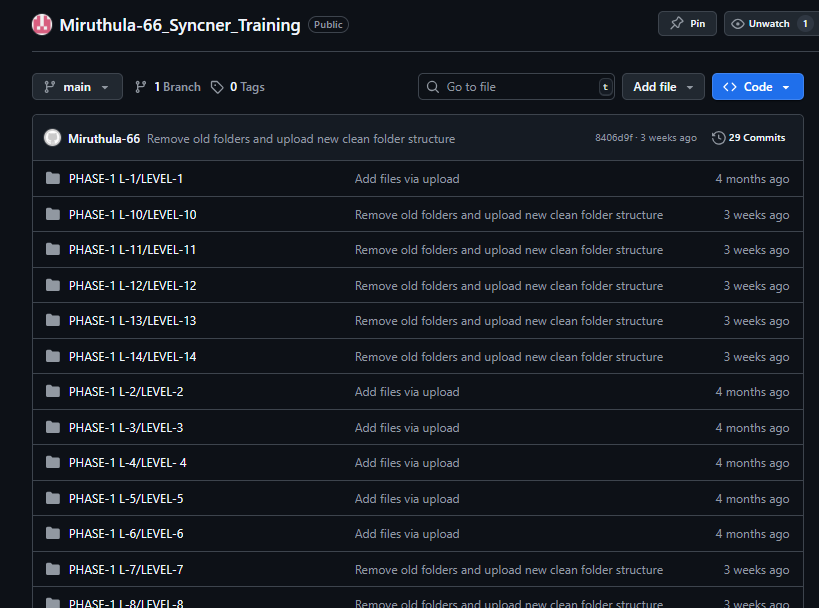 Miruthula-66_Syncner_Training Public Pin Unwatch 1
main 1 Branch 0 Tags Go to file t Add file Code
Miruthula-66 Remove old folders and upload new clean folder structure 8406d9f · 3 weeks ago 29 Commits
PHASE-1 L-1/LEVEL-1 Add files via upload 4 months ago
PHASE-1 L-10/LEVEL-10 Remove old folders and upload new clean folder structure 3 weeks ago
PHASE-1 L-11/LEVEL-11 Remove old folders and upload new clean folder structure 3 weeks ago
PHASE-1 L-12/LEVEL-12 Remove old folders and upload new clean folder structure 3 weeks ago
PHASE-1 L-13/LEVEL-13 Remove old folders and upload new clean folder structure 3 weeks ago
PHASE-1 L-14/LEVEL-14 Remove old folders and upload new clean folder structure 3 weeks ago
PHASE-1 L-2/LEVEL-2 Add files via upload 4 months ago
PHASE-1 L-3/LEVEL-3 Add files via upload 4 months ago
PHASE-1 L-4/LEVEL- 4 Add files via upload 4 months ago
PHASE-1 L-5/LEVEL-5 Add files via upload 4 months ago
PHASE-1 L-6/LEVEL-6 Add files via upload 4 months ago
PHASE-1 L-7/LEVEL-7 Remove old folders and upload new clean folder structure 3 weeks ago
PHASE-1 L-8/LEVEL-8 Remove old folders and upload new clean folder structure 3 weeks ago